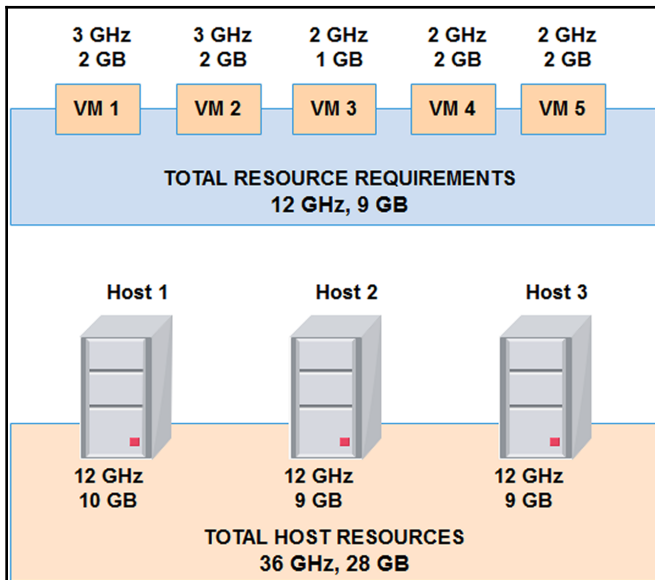 3 GHz 3 GHz 2 GHz 2 GHz 2 GHz
2 GB 2 GB 1 GB 2 GB 2 GB
VM 1 VM 2 VM 3 VM 4 VM 5
TOTAL RESOURCE REQUIREMENTS
12 GHz, 9 GB
Host 1 Host 2 Host 3
12 GHz 12 GHz 12 GHz
10 GB 9 GB 9 GB
TOTAL HOST RESOURCES
36 GHz, 28 GB